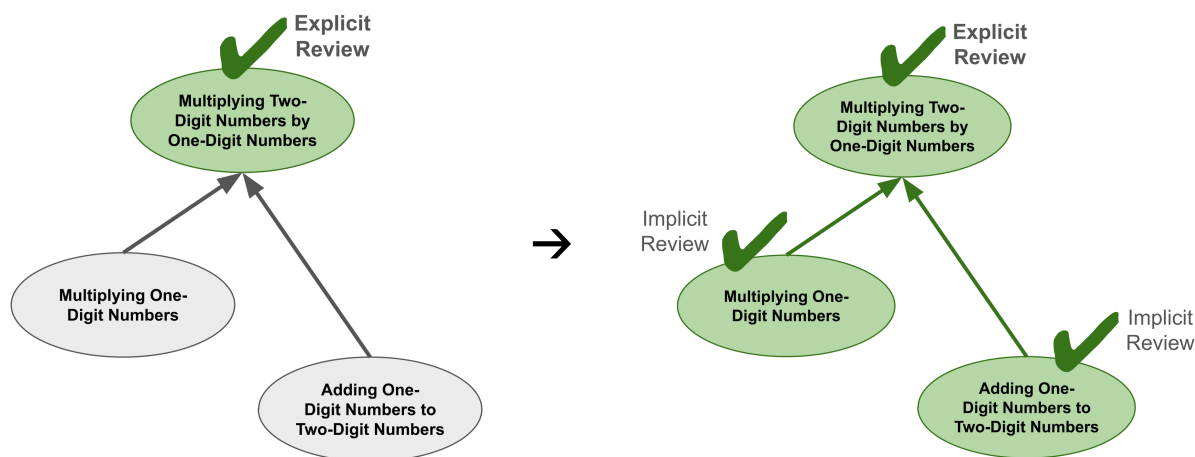 Explicit
Review
Multiplying Two-
Digit Numbers by
One-Digit Numbers
Multiplying One-
Digit Numbers
Adding One-
Digit Numbers to
Two-Digit Numbers
Explicit
Review
Multiplying Two-
Digit Numbers by
One-Digit Numbers
Implicit
Review
Multiplying One-
Digit Numbers
Implicit
Review
Adding One-
Digit Numbers to
Two-Digit Numbers